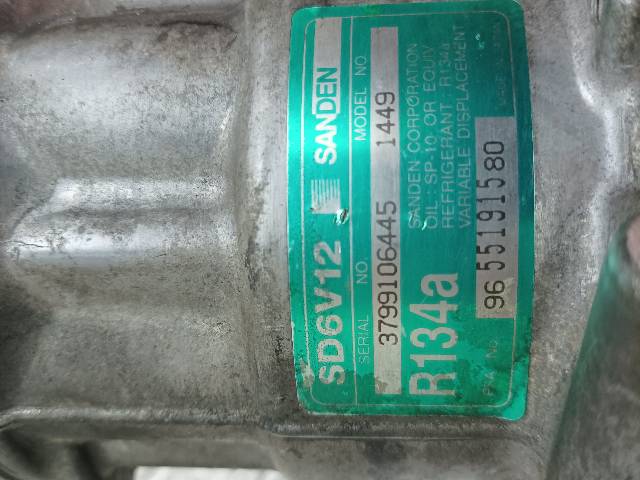 SD6V12 SANDEN
SERIAL NO. MODEL NO.
3799106445 1449
R134a
SANDEN CORPORATION
OIL SP-10 OR EQUIV
REFRIGERANT R134a
VARIABLE DISPLACEMENT
No. 96 551915 80